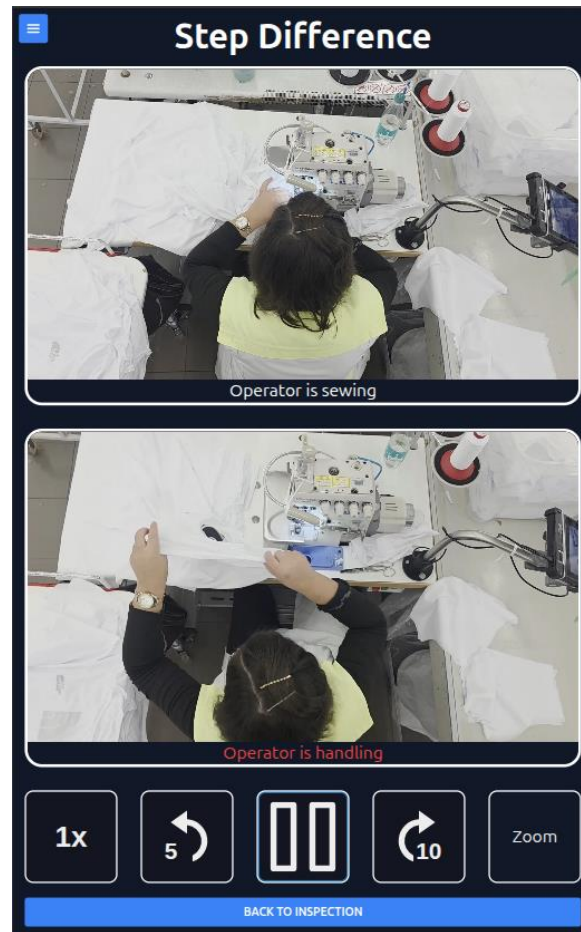 Step Difference
Operator is sewing
Operator is handling
1x
5
10
Zoom
BACK TO INSPECTION